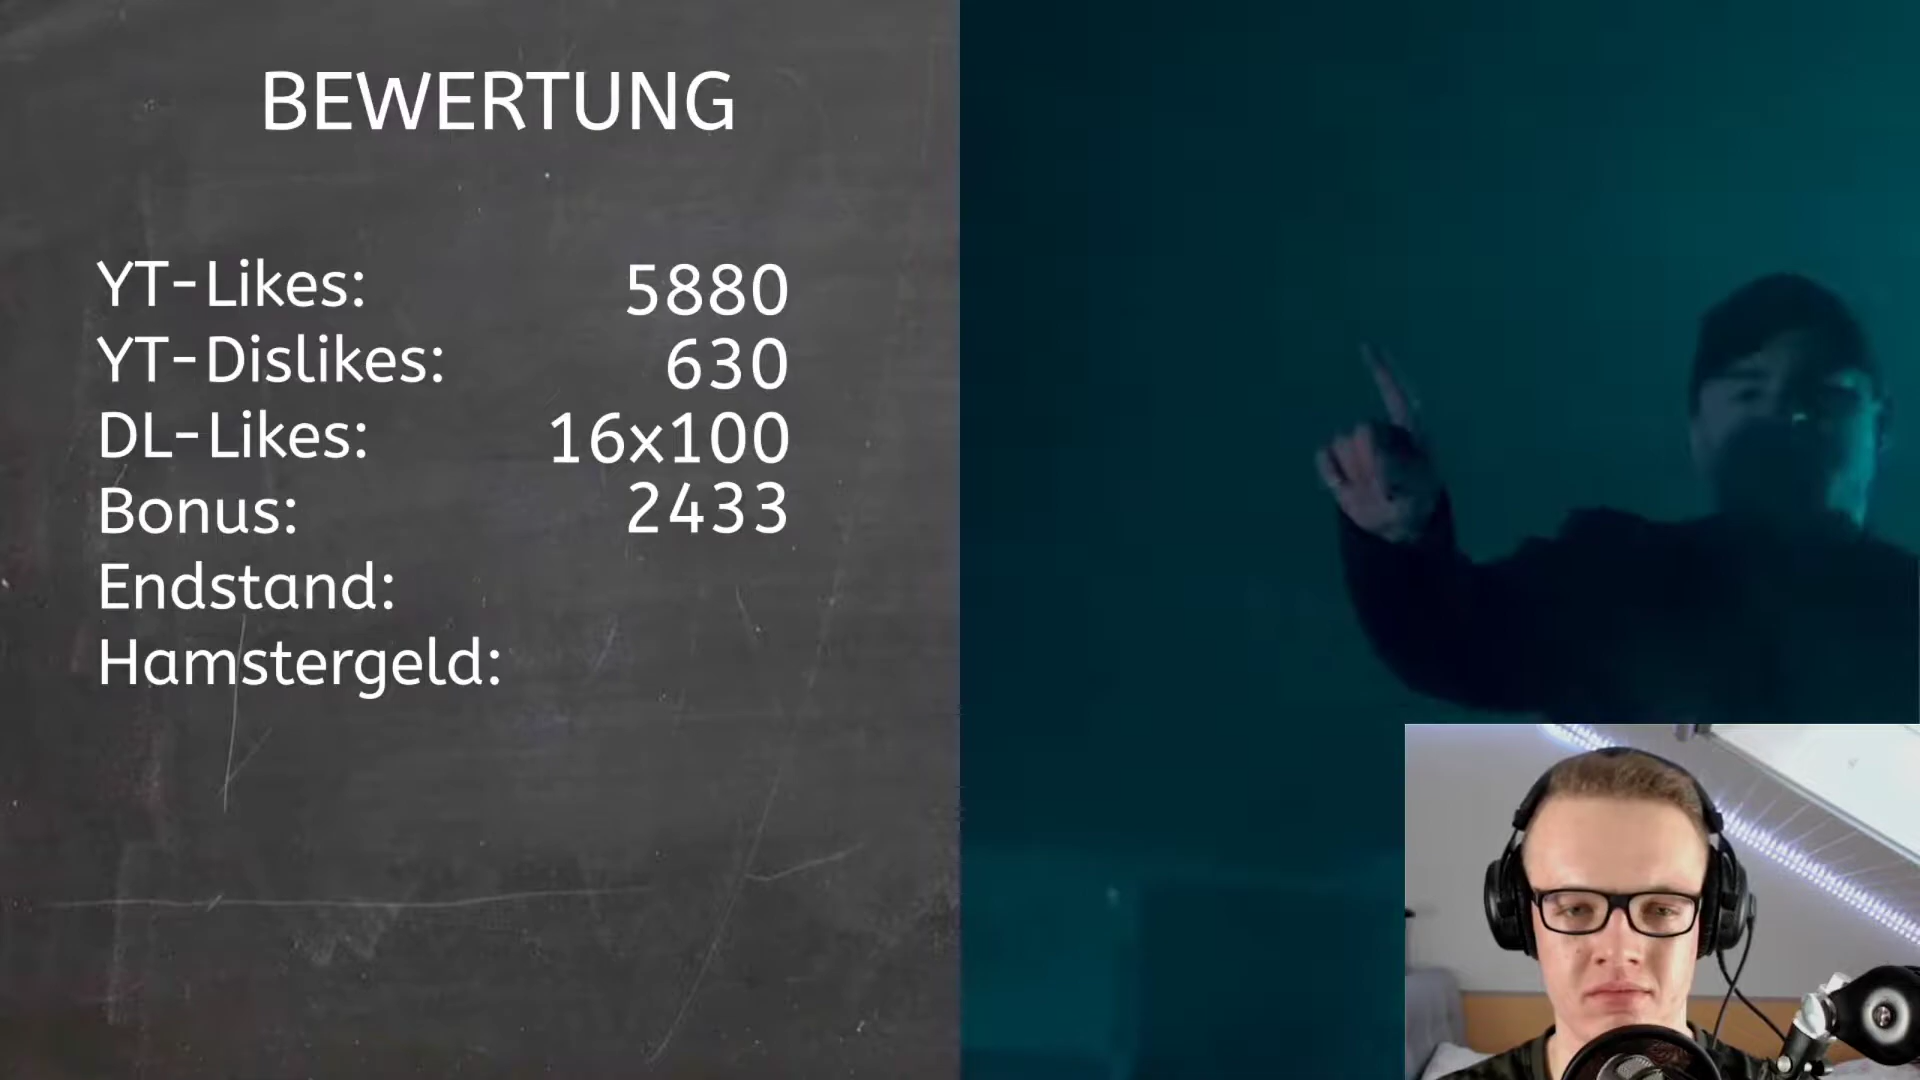 BEWERTUNG
YT-Likes: 5880
YT-Dislikes: 630
DL-Likes: 16x100
Bonus: 2433
Endstand:
Hamstergeld: